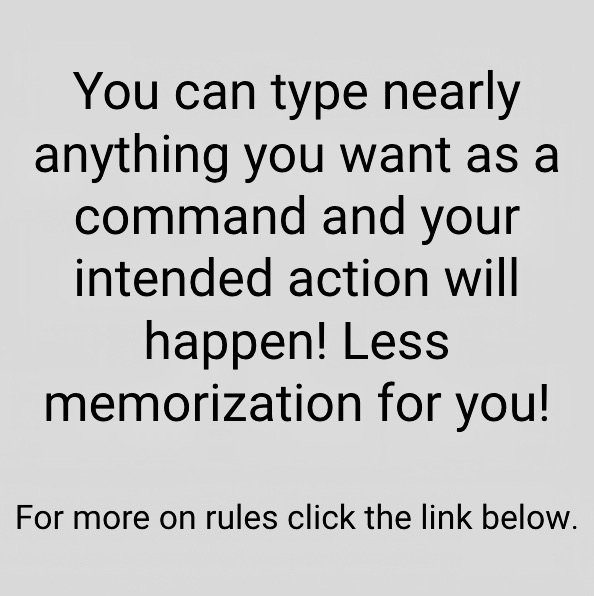 You can type nearly
anything you want as a
command and your
intended action will
happen! Less
memorization for you!
For more on rules click the link below.